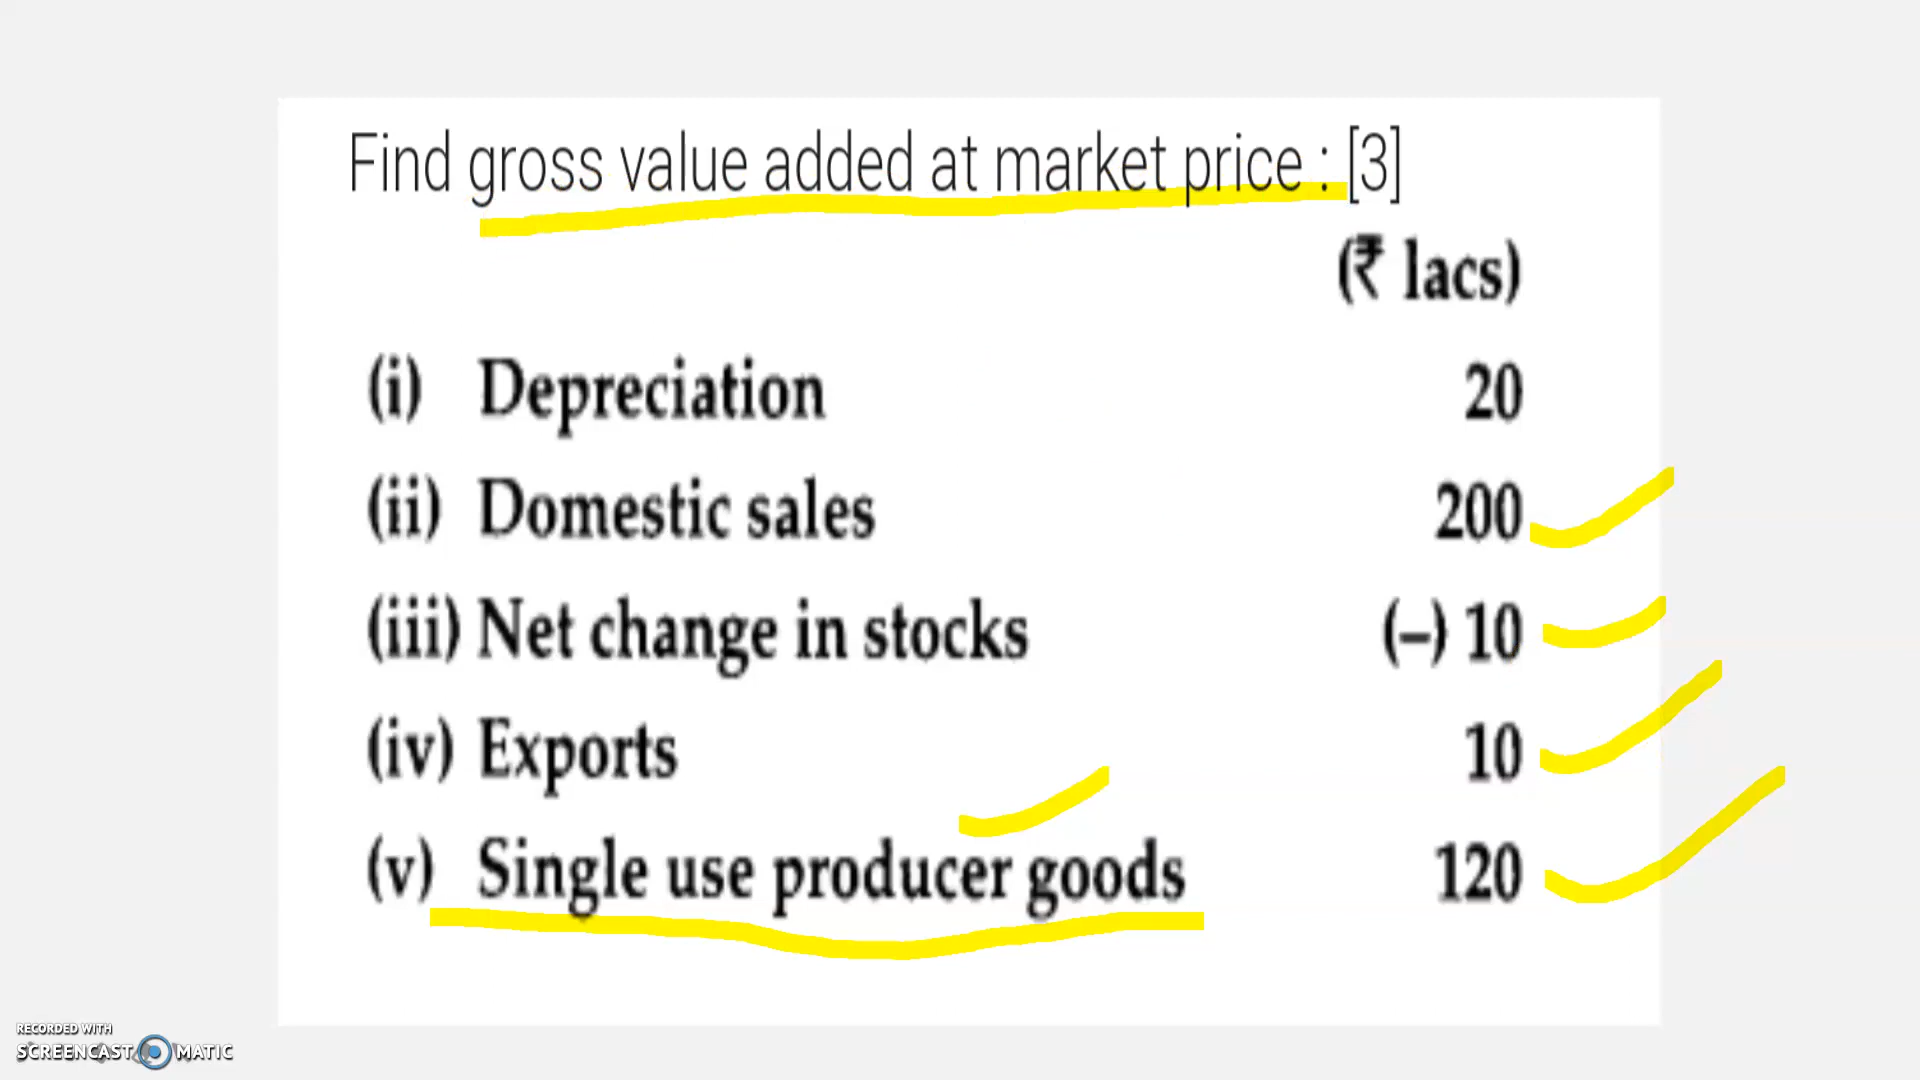 Find gross value added at market price : [3]
(₹ lacs)
(i) Depreciation 20
(ii) Domestic sales 200
(iii) Net change in stocks (–) 10
(iv) Exports 10
(v) Single use producer goods 120
RECORDED WITH
SCREENCAST MATIC